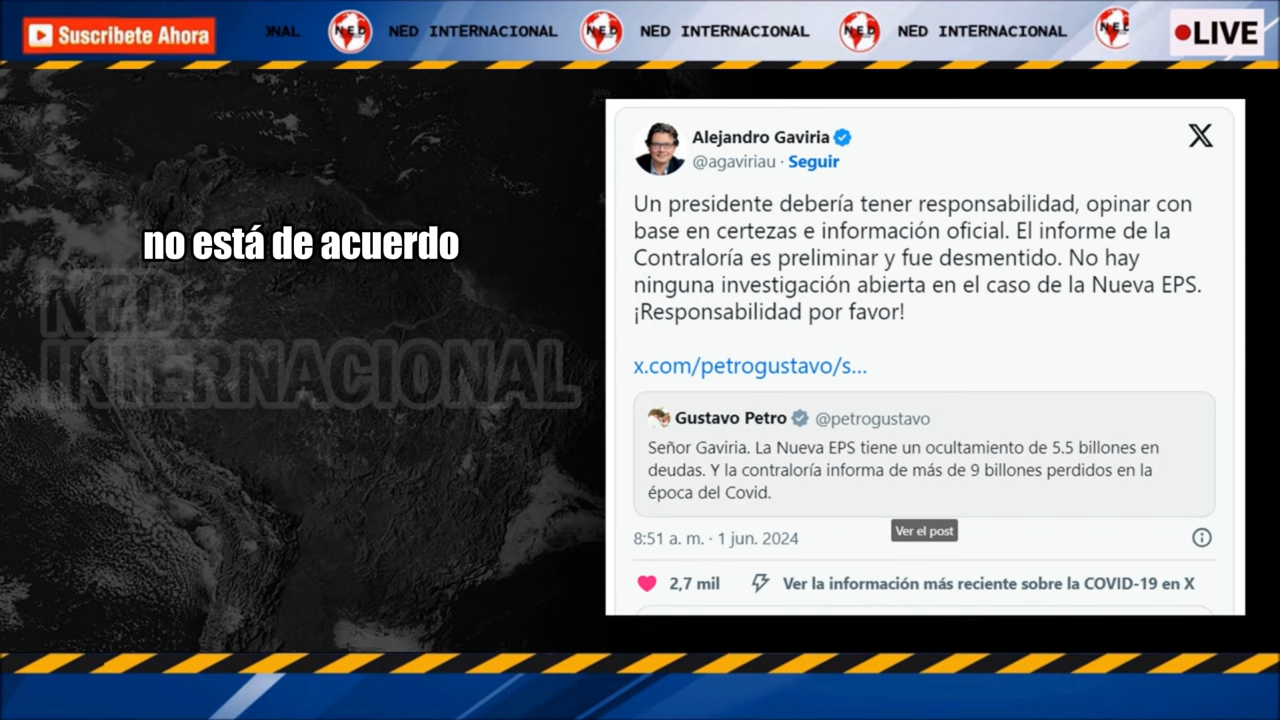 Suscribete Ahora
NAL
NED
NED INTERNACIONAL
NED
NED INTERNACIONAL
NED
NED INTERNACIONAL
NED
LIVE
no está de acuerdo
NED
INTERNACIONAL
Alejandro Gaviria
X
@agaviriau · Seguir
Un presidente debería tener responsabilidad, opinar con
base en certezas e información oficial. El informe de la
Contraloría es preliminar y fue desmentido. No hay
ninguna investigación abierta en el caso de la Nueva EPS.
¡Responsabilidad por favor!
x.com/petrogustavo/s...
Gustavo Petro @petrogustavo
Señor Gaviria. La Nueva EPS tiene un ocultamiento de 5.5 billones en
deudas. Y la contraloría informa de más de 9 billones perdidos en la
época del Covid.
Ver el post
8:51 a. m. · 1 jun. 2024
2,7 mil
Ver la información más reciente sobre la COVID-19 en X